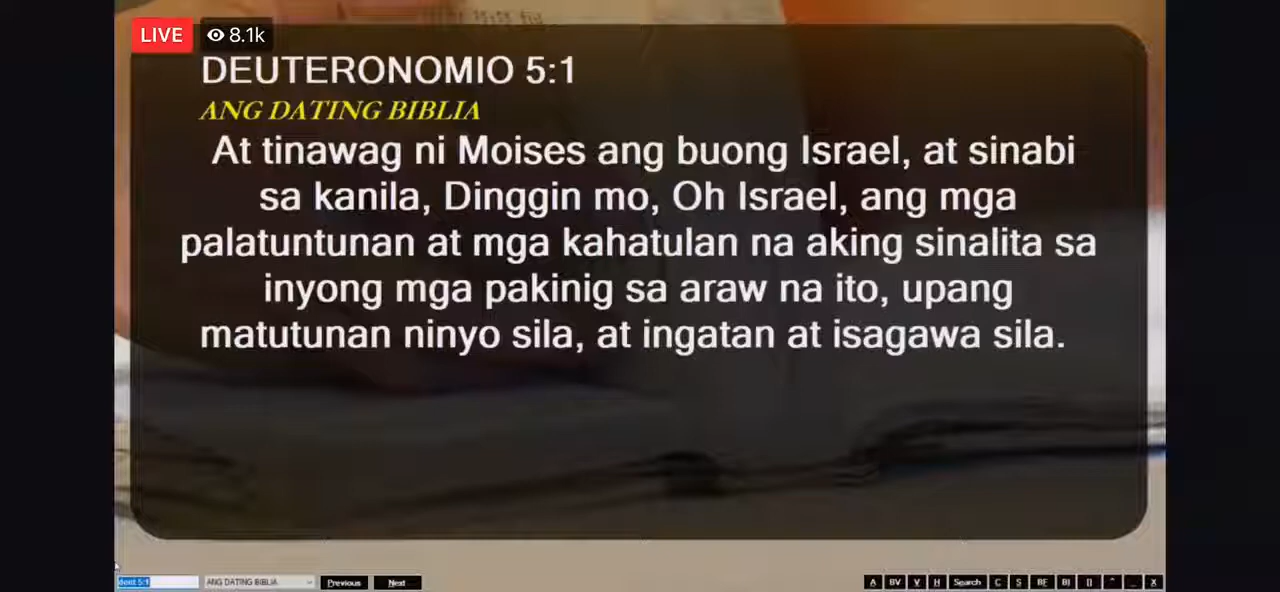 LIVE 8.1k
DEUTERONOMIO 5:1
ANG DATING BIBLIA
At tinawag ni Moises ang buong Israel, at sinabi
sa kanila, Dinggin mo, Oh Israel, ang mga
palatuntunan at mga kahatulan na aking sinalita sa
inyong mga pakinig sa araw na ito, upang
matutunan ninyo sila, at ingatan at isagawa sila.
deut 5:1 ANG DATING BIBLIA Previous Next A BV V H Search C S BF BI [] ^ _ X